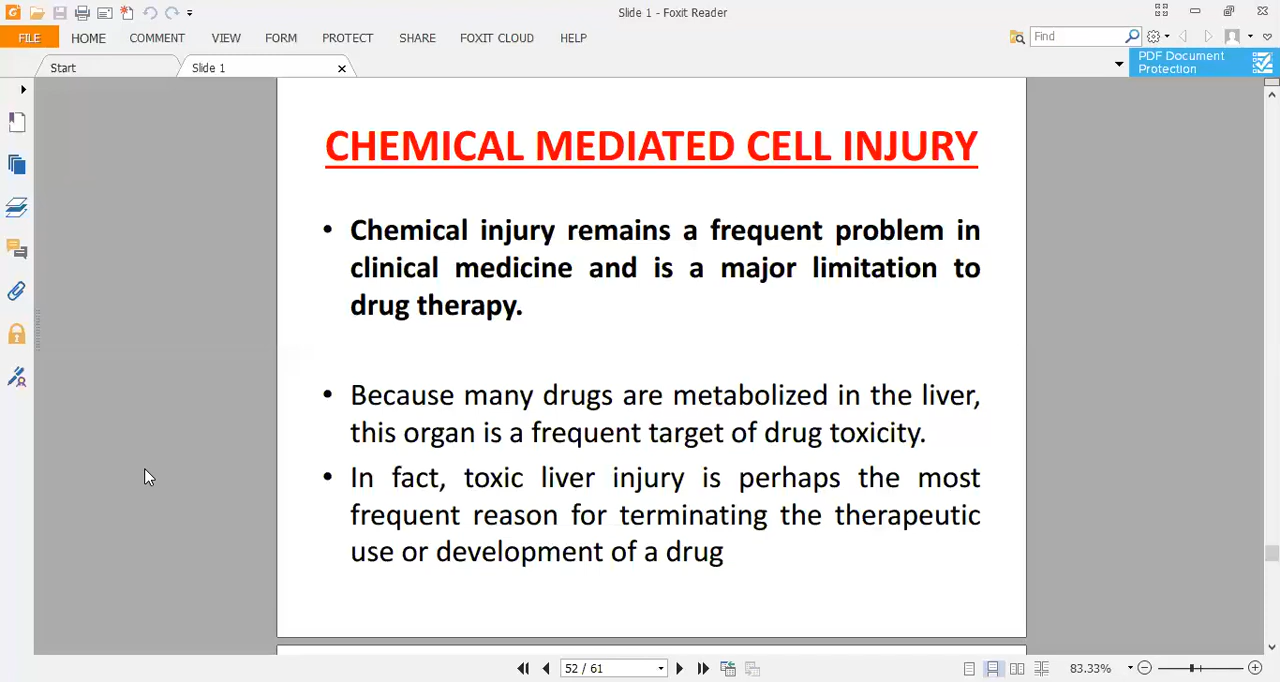 Slide 1 - Foxit Reader
FILE HOME COMMENT VIEW FORM PROTECT SHARE FOXIT CLOUD HELP
Find
PDF Document
Protection
Start Slide 1
CHEMICAL MEDIATED CELL INJURY
• Chemical injury remains a frequent problem in
clinical medicine and is a major limitation to
drug therapy.
• Because many drugs are metabolized in the liver,
this organ is a frequent target of drug toxicity.
• In fact, toxic liver injury is perhaps the most
frequent reason for terminating the therapeutic
use or development of a drug
52 / 61
83.33%